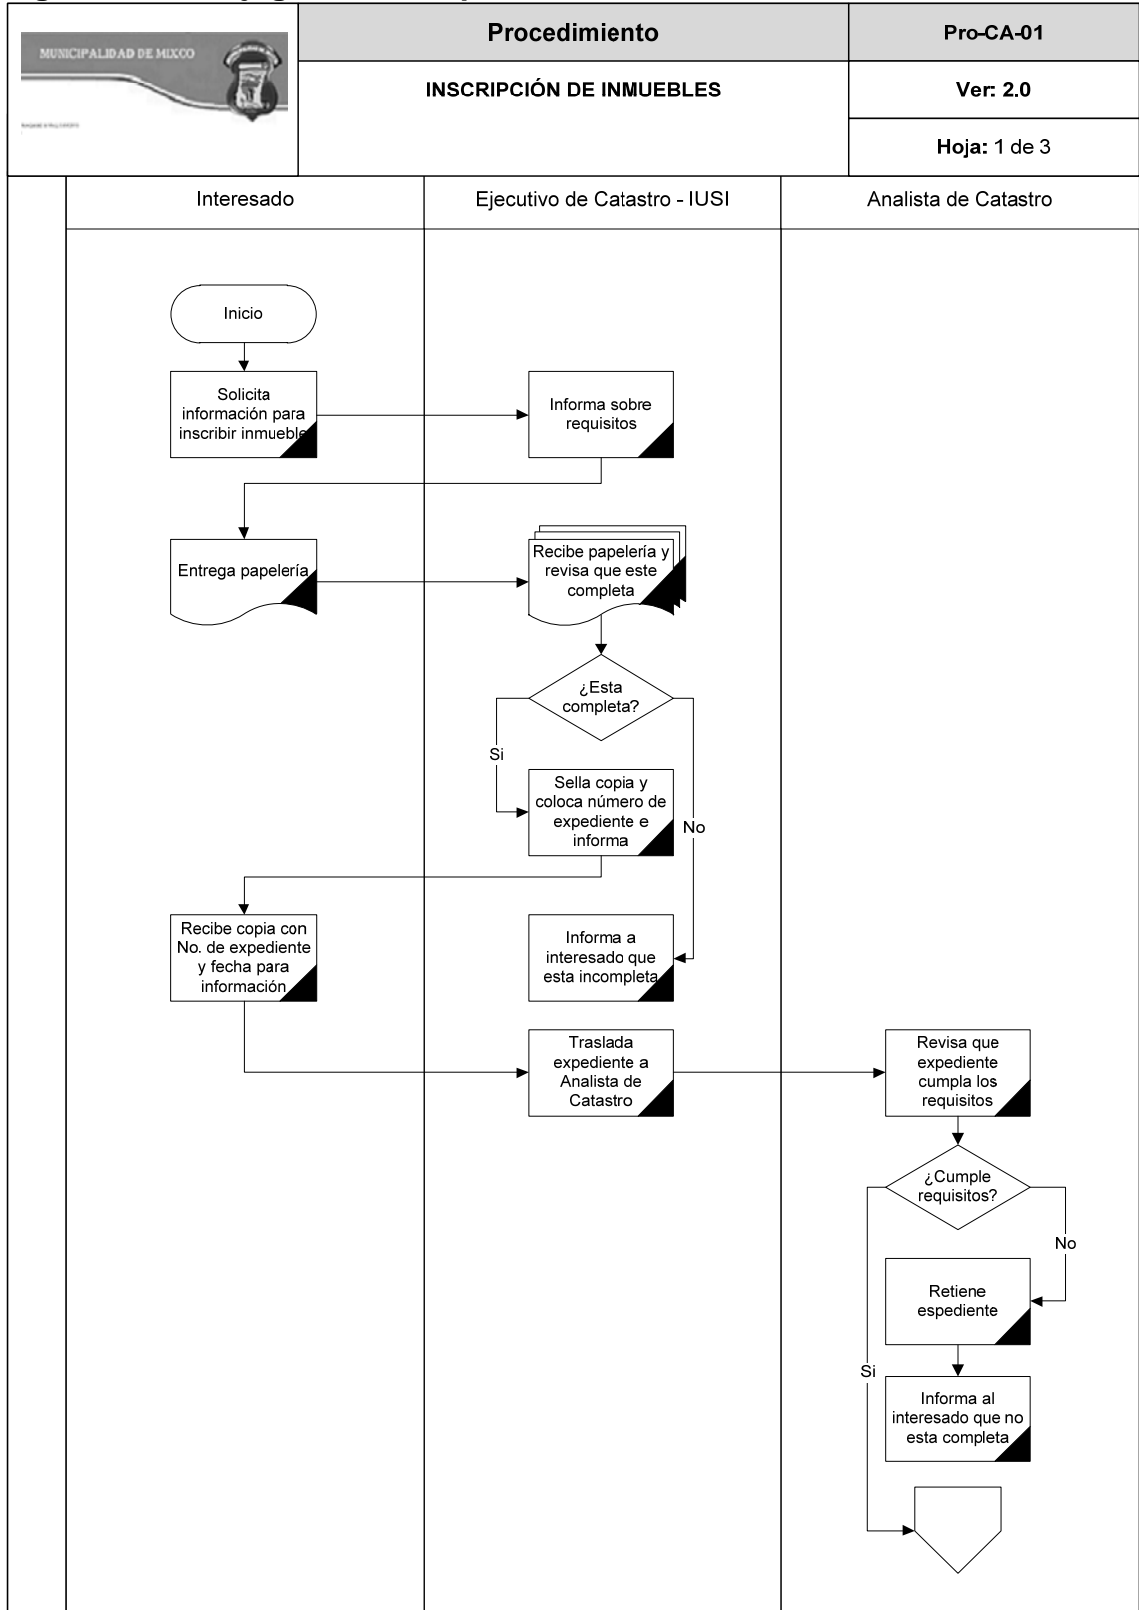 MUNICIPALIDAD DE MIXCO
Procedimiento
Pro-CA-01
INSCRIPCIÓN DE INMUEBLES
Ver: 2.0
Hoja: 1 de 3
Interesado
Ejecutivo de Catastro - IUSI
Analista de Catastro
Inicio
Solicita
información para
inscribir inmueble
Informa sobre
requisitos
Entrega papelería
Recibe papelería y
revisa que este
completa
¿Esta
completa?
Si
No
Sella copia y
coloca número de
expediente e
informa
Recibe copia con
No. de expediente
y fecha para
información
Informa a
interesado que
esta incompleta
Traslada
expediente a
Analista de
Catastro
Revisa que
expediente
cumpla los
requisitos
¿Cumple
requisitos?
No
Retiene
espediente
Si
Informa al
interesado que no
esta completa